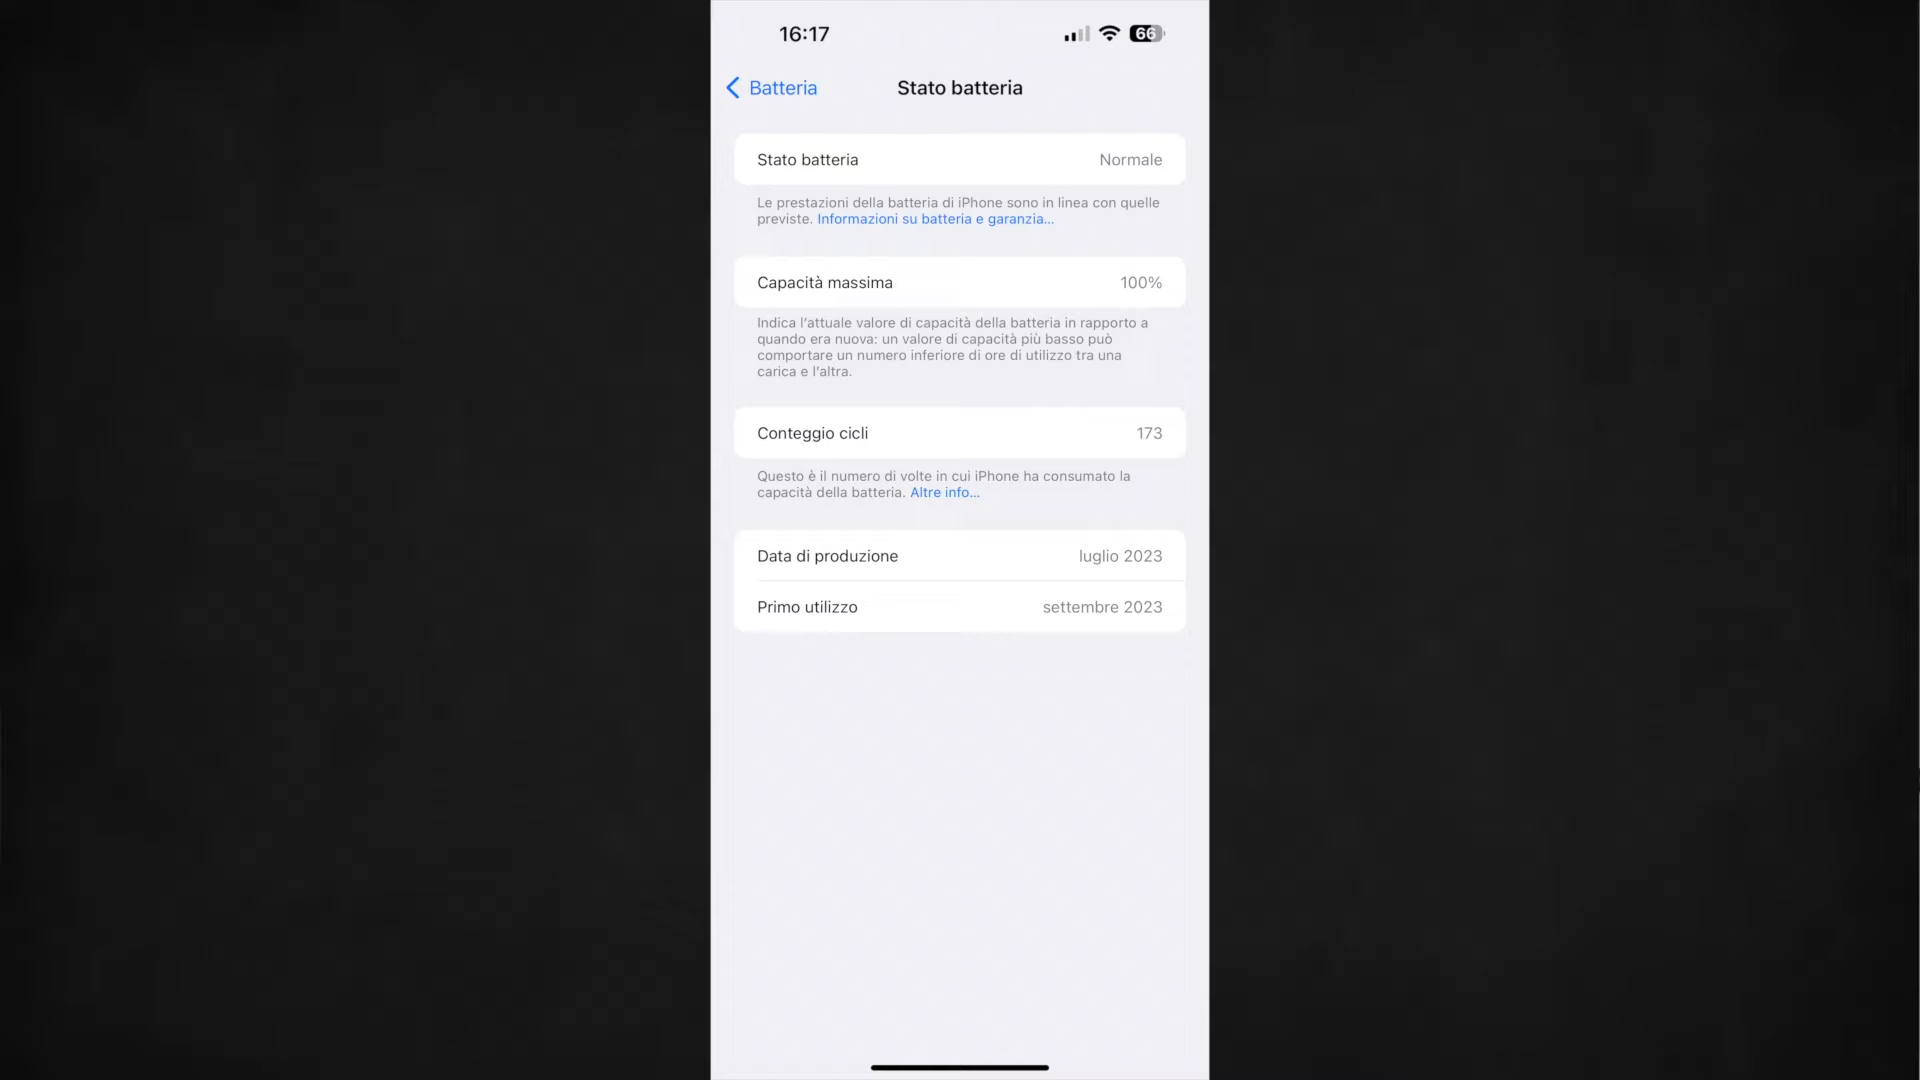 16:17
66
Batteria
Stato batteria
Stato batteria
Normale
Le prestazioni della batteria di iPhone sono in linea con quelle
previste. Informazioni su batteria e garanzia...
Capacità massima
100%
Indica l'attuale valore di capacità della batteria in rapporto a
quando era nuova: un valore di capacità più basso può
comportare un numero inferiore di ore di utilizzo tra una
carica e l'altra.
Conteggio cicli
173
Questo è il numero di volte in cui iPhone ha consumato la
capacità della batteria. Altre info...
Data di produzione
luglio 2023
Primo utilizzo
settembre 2023